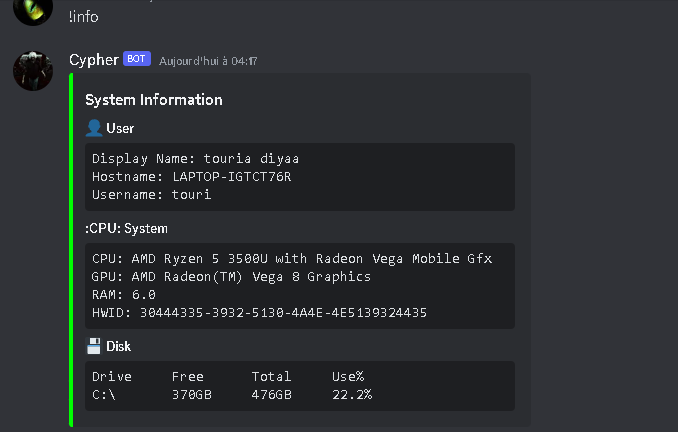 !info
Cypher BOT Aujourd'hui à 04:17
System Information
User
Display Name: touria diyaa
Hostname: LAPTOP-IGTCT76R
Username: touri
:CPU: System
CPU: AMD Ryzen 5 3500U with Radeon Vega Mobile Gfx
GPU: AMD Radeon(TM) Vega 8 Graphics
RAM: 6.0
HWID: 30444335-3932-5130-4A4E-4E5139324435
Disk
Drive Free Total Use%
C:\ 370GB 476GB 22.2%